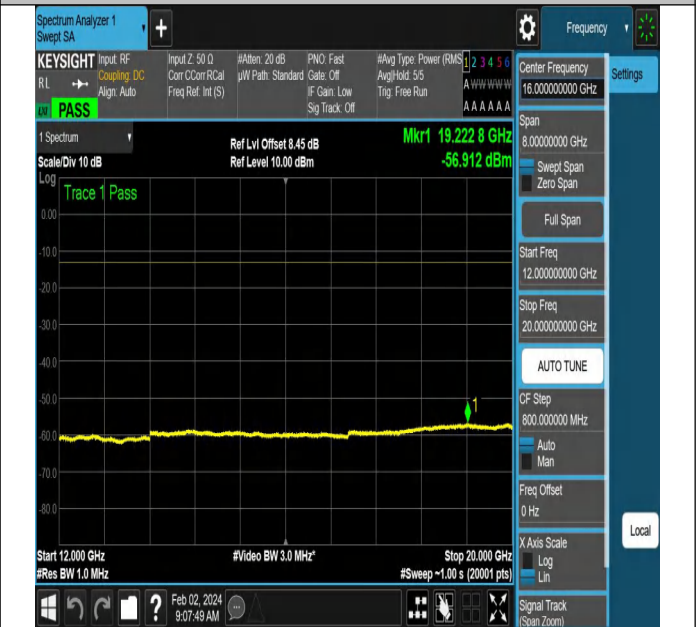 Spectrum Analyzer 1
Swept SA
+
Frequency
KEYSIGHT
RL
Input: RF
Coupling: DC
Align: Auto
Input Z: 50 Ω
Corr CCorr RCal
Freq Ref: Int (S)
#Atten: 20 dB
µW Path: Standard
PNO: Fast
Gate: Off
IF Gain: Low
Sig Track: Off
#Avg Type: Power (RMS
Avg|Hold: 5/5
Trig: Free Run
1 2 3 4 5 6
A W W W W W
A A A A A A
PASS
1 Spectrum
Scale/Div 10 dB
Ref Lvl Offset 8.45 dB
Ref Level 10.00 dBm
Mkr1 19.222 8 GHz
-56.912 dBm
Log
Trace 1 Pass
0.00
-10.0
-20.0
-30.0
-40.0
-50.0
-60.0
-70.0
-80.0
1
Start 12.000 GHz
#Res BW 1.0 MHz
#Video BW 3.0 MHz*
Stop 20.000 GHz
#Sweep ~1.00 s (20001 pts)
?
Feb 02, 2024
9:07:49 AM
Center Frequency
16.000000000 GHz
Settings
Span
8.00000000 GHz
Swept Span
Zero Span
Full Span
Start Freq
12.000000000 GHz
Stop Freq
20.000000000 GHz
AUTO TUNE
CF Step
800.000000 MHz
Auto
Man
Freq Offset
0 Hz
X Axis Scale
Log
Lin
Local
Signal Track
(Span Zoom)